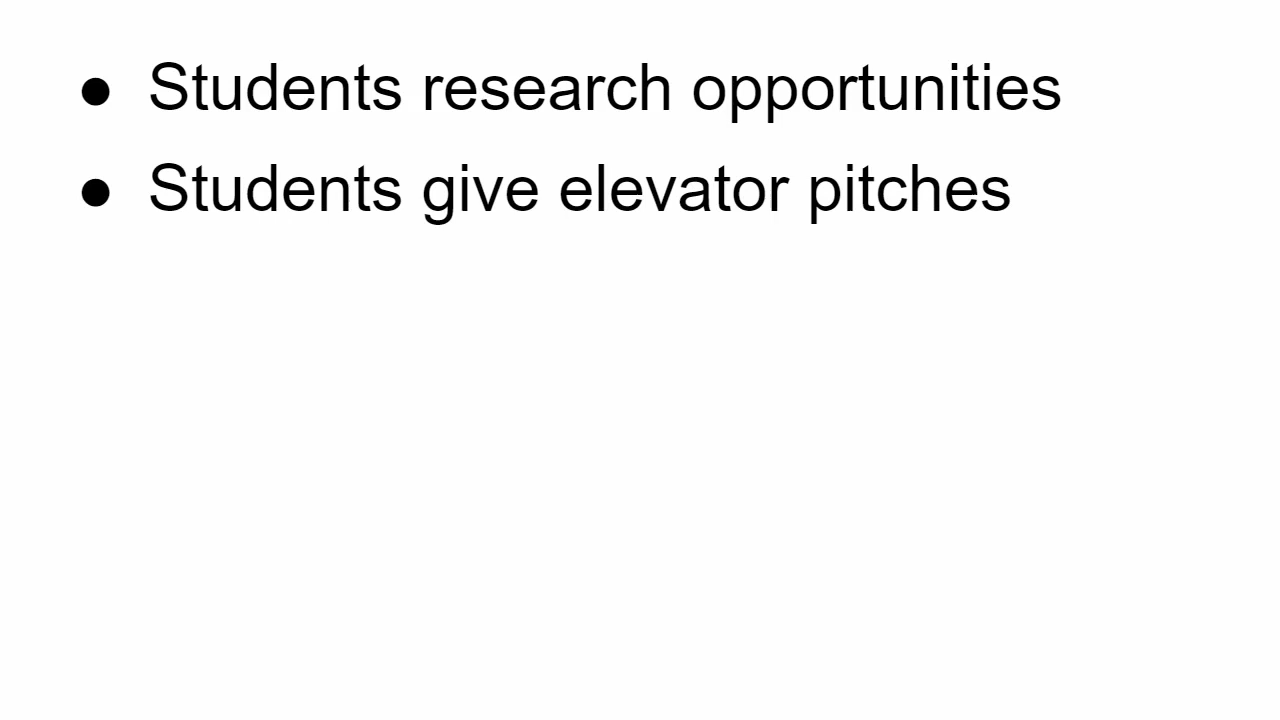 ● Students research opportunities
● Students give elevator pitches